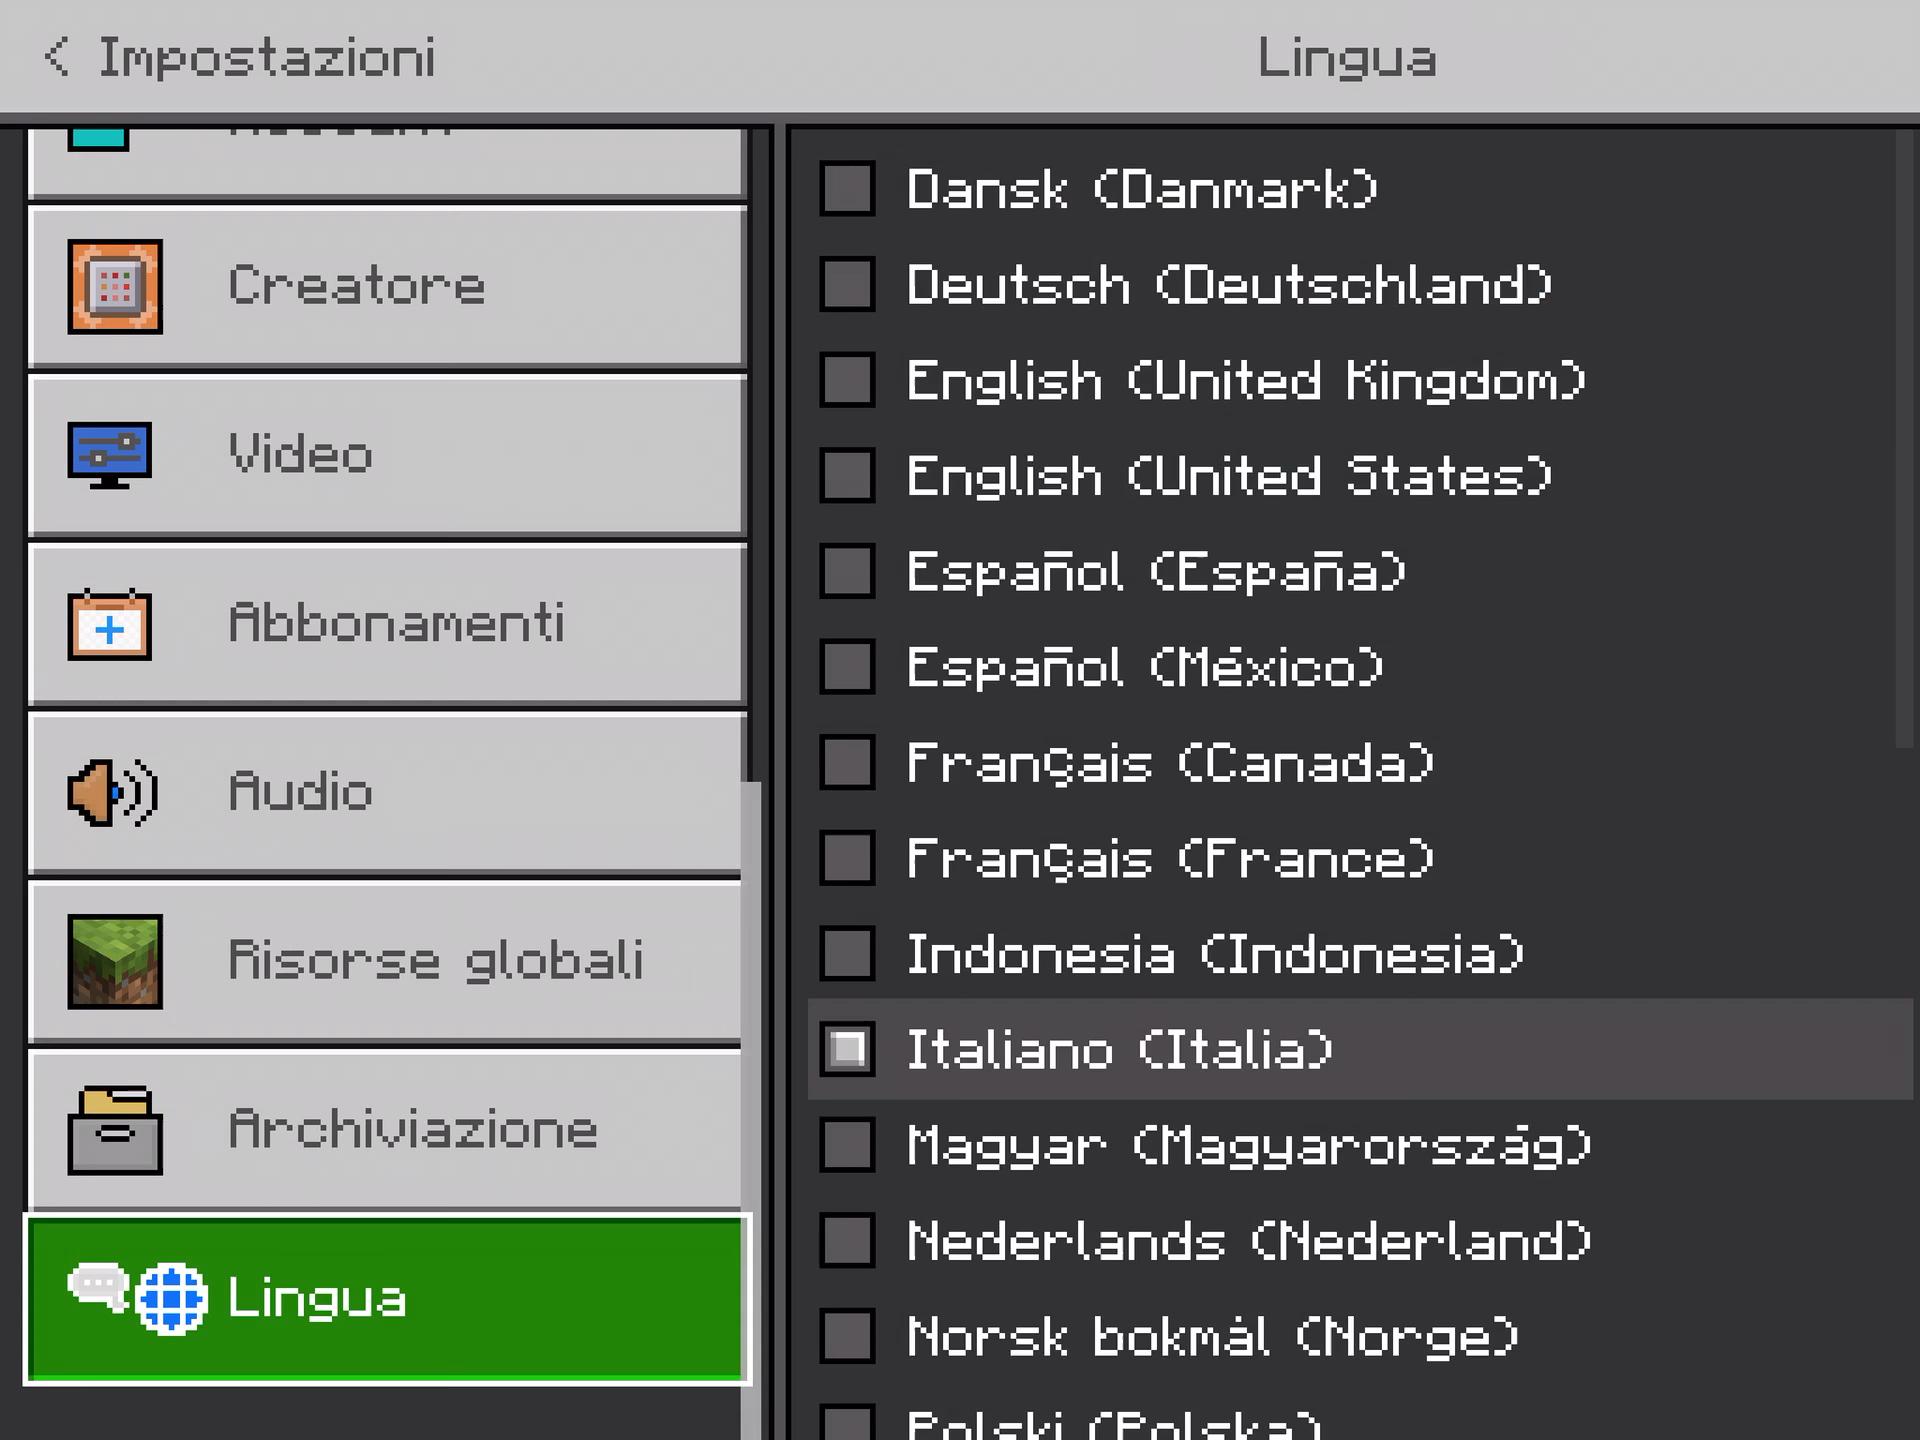 Impostazioni
Lingua
Creatore
Video
Abbonamenti
Audio
Risorse globali
Archiviazione
Lingua
Dansk (Danmark)
Deutsch (Deutschland)
English (United Kingdom)
English (United States)
Español (España)
Español (México)
Français (Canada)
Français (France)
Indonesia (Indonesia)
Italiano (Italia)
Magyar (Magyarország)
Nederlands (Nederland)
Norsk bokmål (Norge)
Polski (Polska)